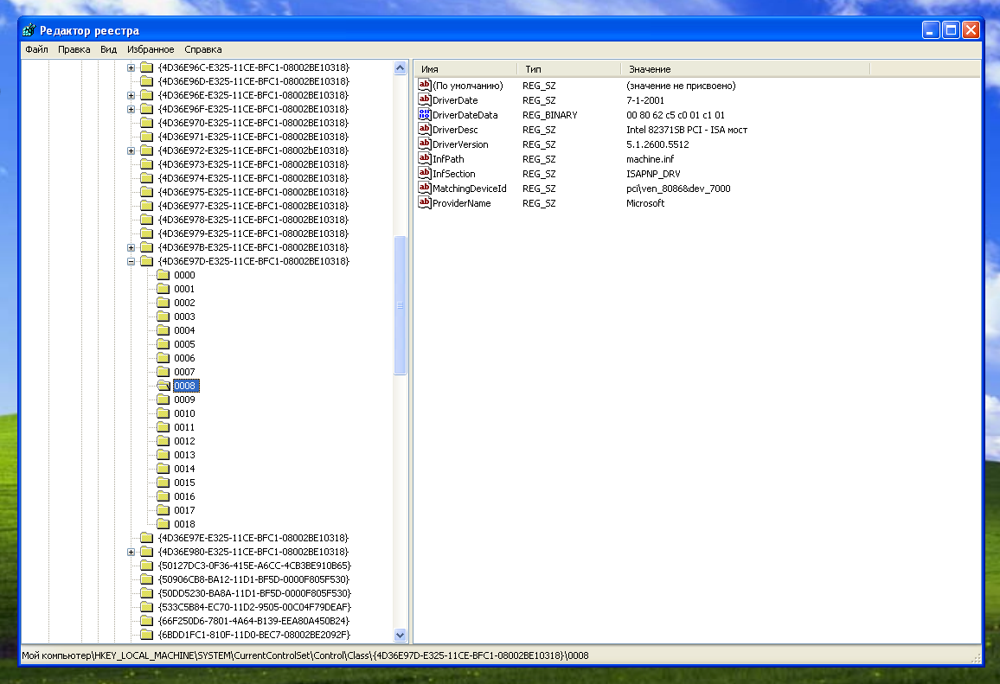 Редактор реестра
Файл Правка Вид Избранное Справка
{4D36E96C-E325-11CE-BFC1-08002BE10318}
{4D36E96D-E325-11CE-BFC1-08002BE10318}
{4D36E96E-E325-11CE-BFC1-08002BE10318}
{4D36E96F-E325-11CE-BFC1-08002BE10318}
{4D36E970-E325-11CE-BFC1-08002BE10318}
{4D36E971-E325-11CE-BFC1-08002BE10318}
{4D36E972-E325-11CE-BFC1-08002bE10318}
{4D36E973-E325-11CE-BFC1-08002BE10318}
{4D36E974-E325-11CE-BFC1-08002BE10318}
{4D36E975-E325-11CE-BFC1-08002BE10318}
{4D36E977-E325-11CE-BFC1-08002BE10318}
{4D36E978-E325-11CE-BFC1-08002BE10318}
{4D36E979-E325-11CE-BFC1-08002BE10318}
{4D36E97B-E325-11CE-BFC1-08002BE10318}
{4D36E97D-E325-11CE-BFC1-08002BE10318}
0000
0001
0002
0003
0004
0005
0006
0007
0008
0009
0010
0011
0012
0013
0014
0015
0016
0017
0018
{4D36E97E-E325-11CE-BFC1-08002BE10318}
{4D36E980-E325-11CE-BFC1-08002BE10318}
{50127DC3-0F36-415E-A6CC-4CB3BE910B65}
{50906CB8-BA12-11D1-BF5D-0000F805F530}
{50DD5230-BA8A-11D1-BF5D-0000F805F530}
{533C5B84-EC70-11D2-9505-00C04F79DEAF}
{66F250D6-7801-4A64-B139-EEA80A450B24}
{6BDD1FC1-810F-11D0-BEC7-08002BE2092F}
Имя Тип Значение
(По умолчанию) REG_SZ (значение не присвоено)
DriverDate REG_SZ 7-1-2001
DriverDateData REG_BINARY 00 80 62 c5 c0 01 c1 01
DriverDesc REG_SZ Intel 82371SB PCI - ISA мост
DriverVersion REG_SZ 5.1.2600.5512
InfPath REG_SZ machine.inf
InfSection REG_SZ ISAPNP_DRV
MatchingDeviceId REG_SZ pci\ven_8086&dev_7000
ProviderName REG_SZ Microsoft
Мой компьютер\HKEY_LOCAL_MACHINE\SYSTEM\CurrentControlSet\Control\Class\{4D36E97D-E325-11CE-BFC1-08002BE10318}\0008